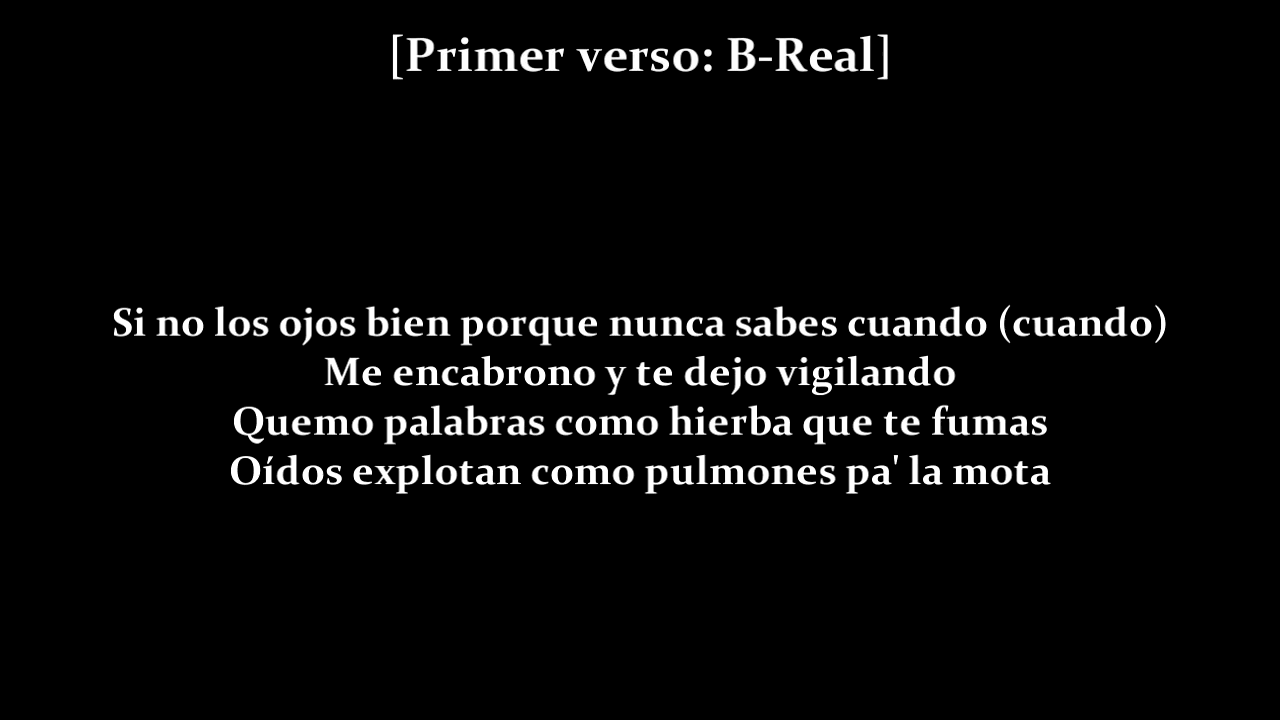 [Primer verso: B-Real]
Si no los ojos bien porque nunca sabes cuando (cuando)
Me encabrono y te dejo vigilando
Quemo palabras como hierba que te fumas
Oídos explotan como pulmones pa' la mota